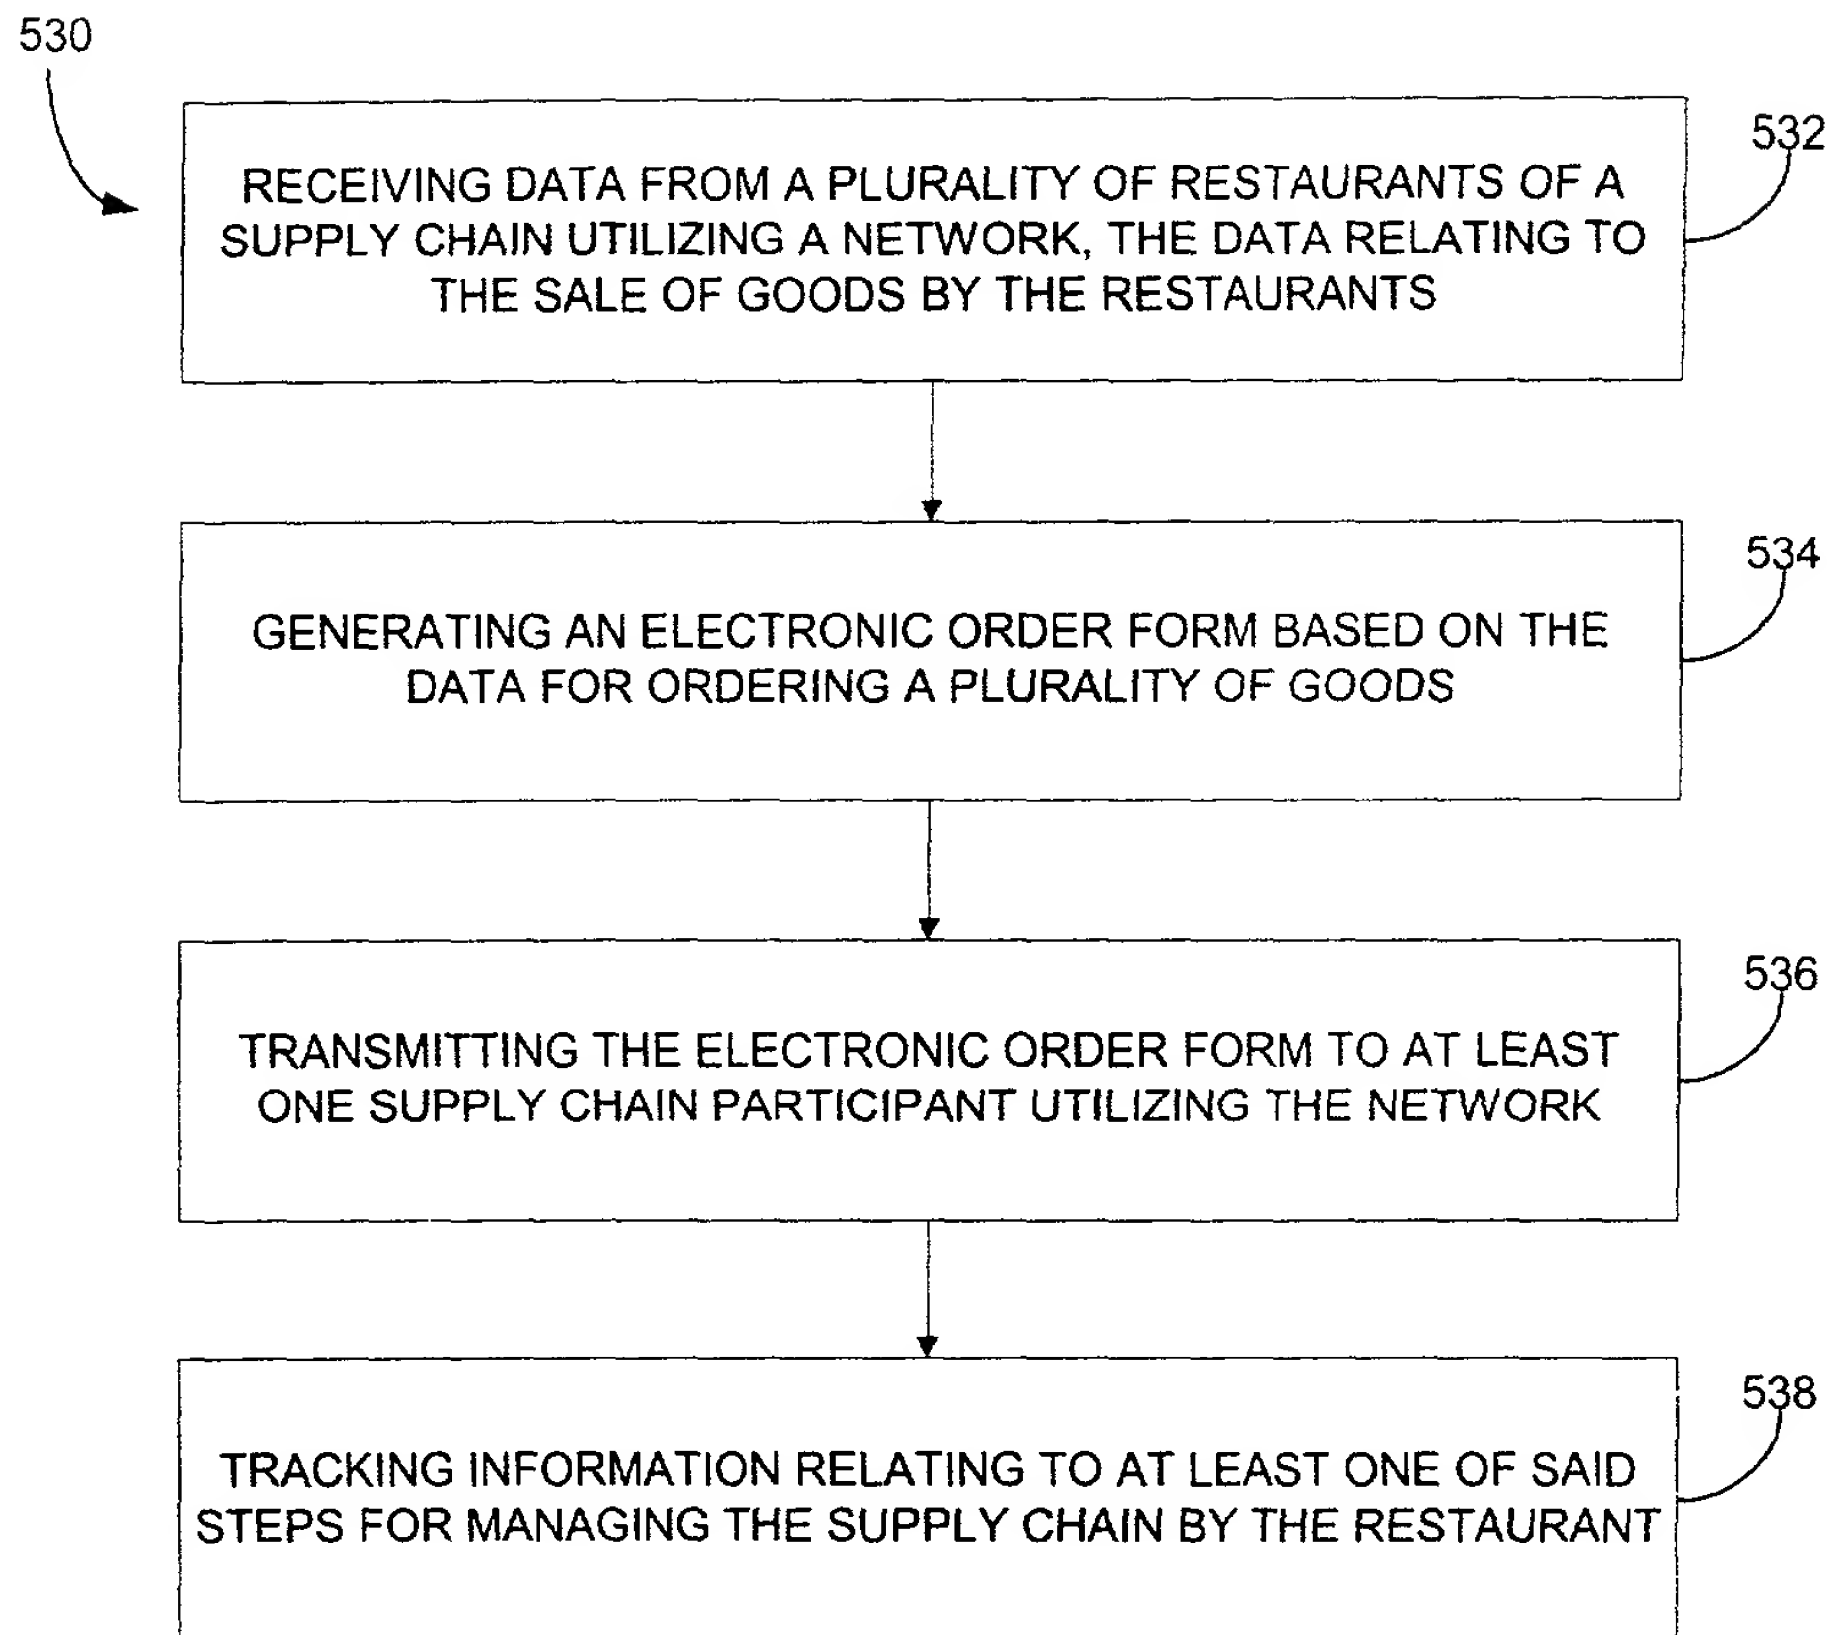 530
532
RECEIVING DATA FROM A PLURALITY OF RESTAURANTS OF A
SUPPLY CHAIN UTILIZING A NETWORK, THE DATA RELATING TO
THE SALE OF GOODS BY THE RESTAURANTS
534
GENERATING AN ELECTRONIC ORDER FORM BASED ON THE
DATA FOR ORDERING A PLURALITY OF GOODS
536
TRANSMITTING THE ELECTRONIC ORDER FORM TO AT LEAST
ONE SUPPLY CHAIN PARTICIPANT UTILIZING THE NETWORK
538
TRACKING INFORMATION RELATING TO AT LEAST ONE OF SAID
STEPS FOR MANAGING THE SUPPLY CHAIN BY THE RESTAURANT